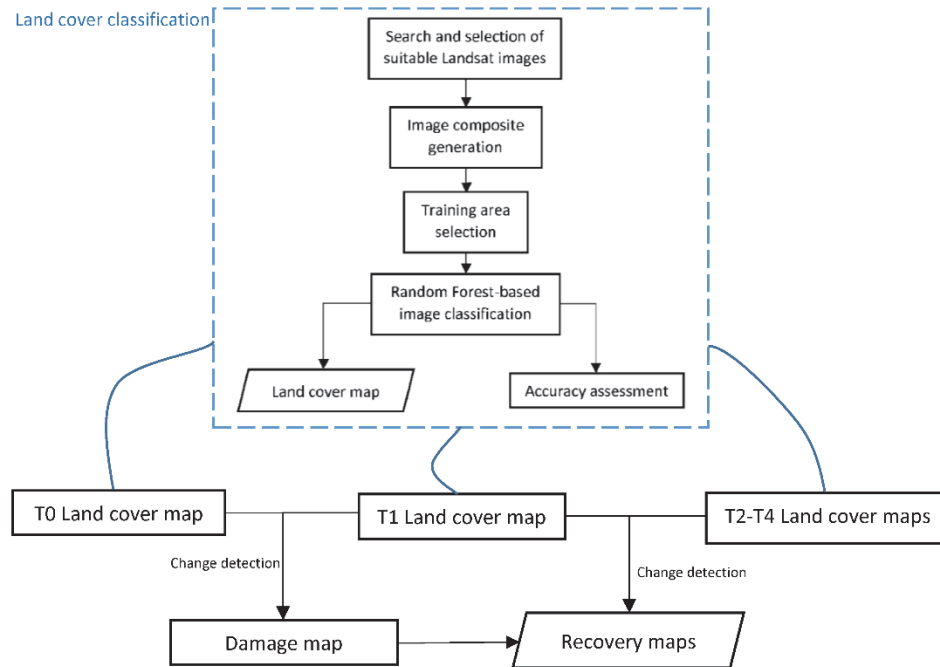 Land cover classification
Search and selection of
suitable Landsat images
Image composite
generation
Training area
selection
Random Forest-based
image classification
Land cover map
Accuracy assessment
T0 Land cover map
T1 Land cover map
T2-T4 Land cover maps
Change detection
Change detection
Damage map
Recovery maps